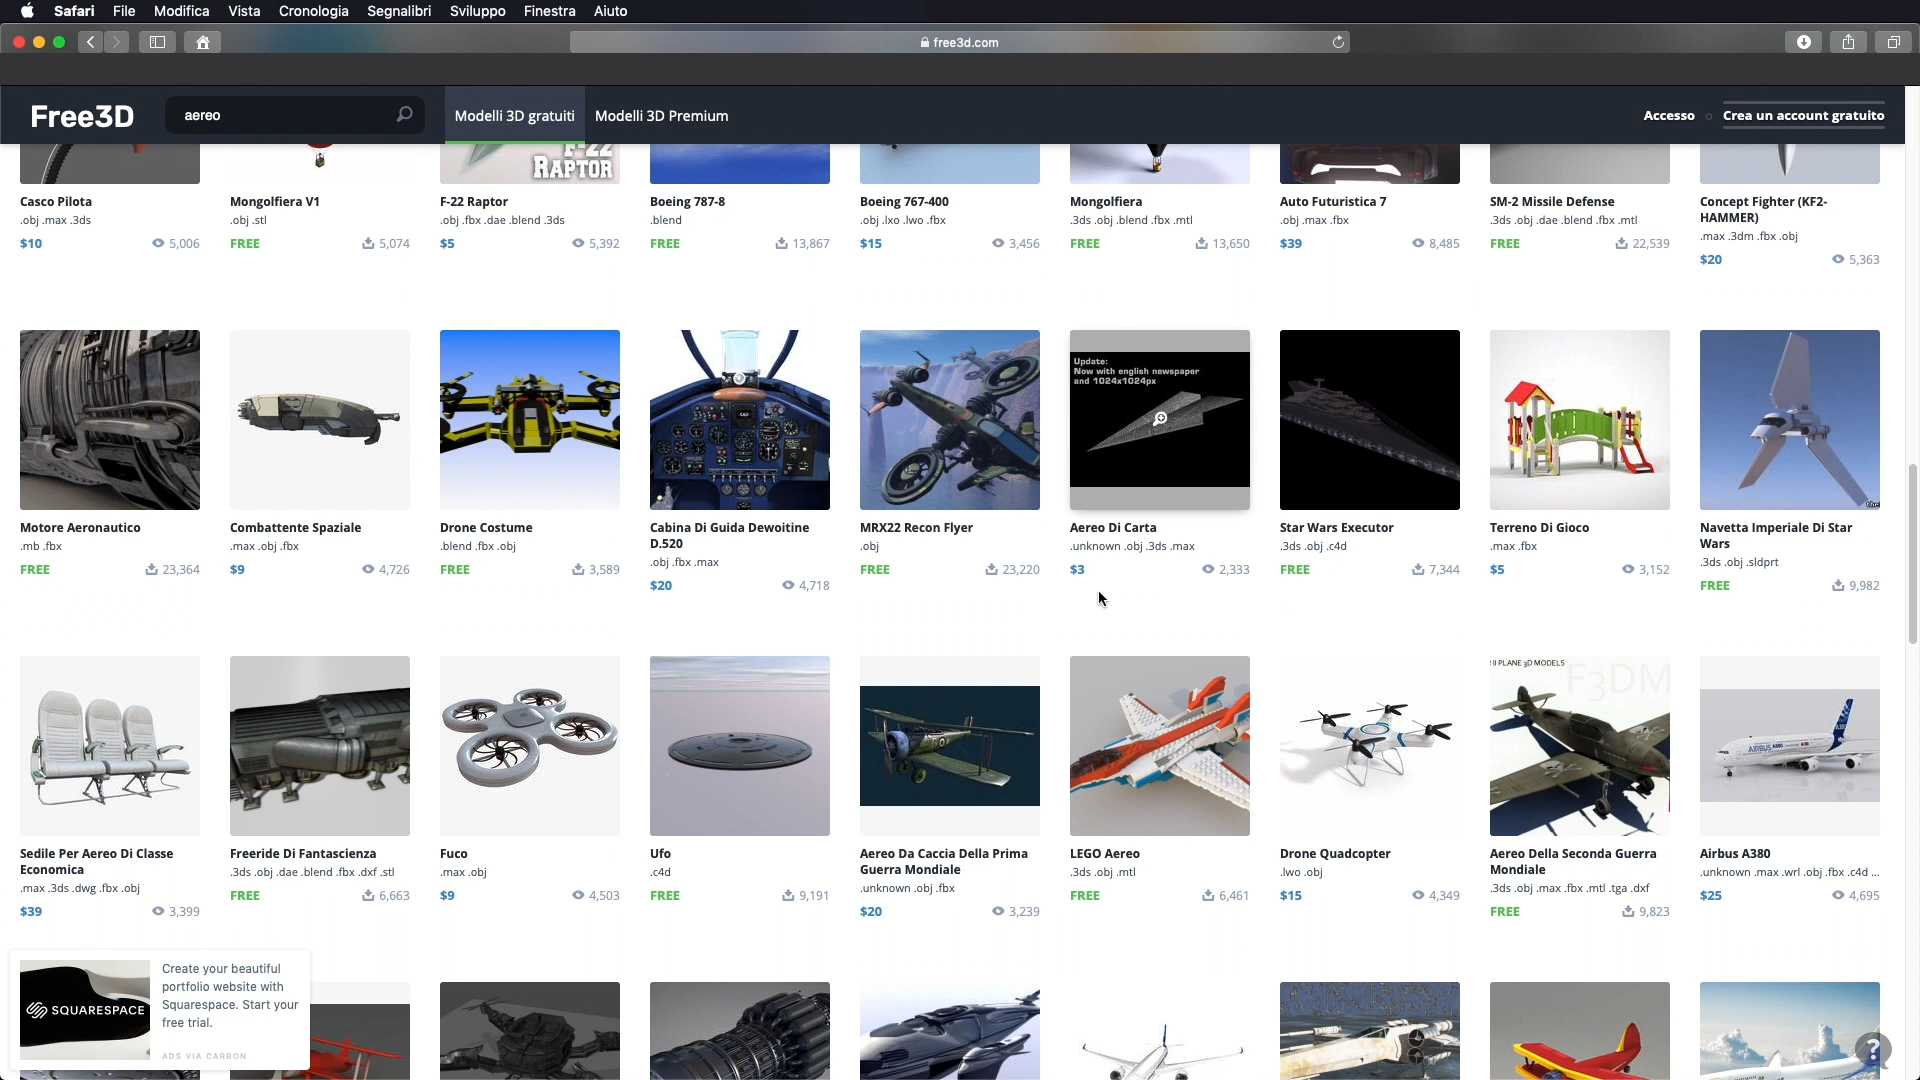 Safari File Modifica Vista Cronologia Segnalibri Sviluppo Finestra Aiuto
free3d.com
Free3D aereo Modelli 3D gratuiti Modelli 3D Premium Accesso Crea un account gratuito
F-22
RAPTOR
Casco Pilota
.obj .max .3ds
$10 5,006
Mongolfiera V1
.obj .stl
FREE 5,074
F-22 Raptor
.obj .fbx .dae .blend .3ds
$5 5,392
Boeing 787-8
.blend
FREE 13,867
Boeing 767-400
.obj .lxo .lwo .fbx
$15 3,456
Mongolfiera
.3ds .obj .blend .fbx .mtl
FREE 13,650
Auto Futuristica 7
.obj .max .fbx
$39 8,485
SM-2 Missile Defense
.3ds .obj .dae .blend .fbx .mtl
FREE 22,539
Concept Fighter (KF2-
HAMMER)
.max .3dm .fbx .obj
$20 5,363
Motore Aeronautico
.mb .fbx
FREE 23,364
Combattente Spaziale
.max .obj .fbx
$9 4,726
Drone Costume
.blend .fbx .obj
FREE 3,589
Cabina Di Guida Dewoitine
D.520
.obj .fbx .max
$20 4,718
MRX22 Recon Flyer
.obj
FREE 23,220
Update:
Now with english newspaper
and 1024x1024px
Aereo Di Carta
.unknown .obj .3ds .max
$3 2,333
Star Wars Executor
.3ds .obj .c4d
FREE 7,344
Terreno Di Gioco
.max .fbx
$5 3,152
Navetta Imperiale Di Star
Wars
.3ds .obj .sldprt
FREE 9,982
Sedile Per Aereo Di Classe
Economica
.max .3ds .dwg .fbx .obj
$39 3,399
Freeride Di Fantascienza
.3ds .obj .dae .blend .fbx .dxf .stl
FREE 6,663
Fuco
.max .obj
$9 4,503
Ufo
.c4d
FREE 9,191
Aereo Da Caccia Della Prima
Guerra Mondiale
.unknown .obj .fbx
$20 3,239
LEGO Aereo
.3ds .obj .mtl
FREE 6,461
Drone Quadcopter
.lwo .obj
$15 4,349
II PLANE 3D MODELS
F3DM
Aereo Della Seconda Guerra
Mondiale
.3ds .obj .max .fbx .mtl .tga .dxf
FREE 9,823
AIRBUS A380
Airbus A380
.unknown .max .wrl .obj .fbx .c4d ...
$25 4,695
SQUARESPACE
Create your beautiful
portfolio website with
Squarespace. Start your
free trial.
ADS VIA CARBON
?